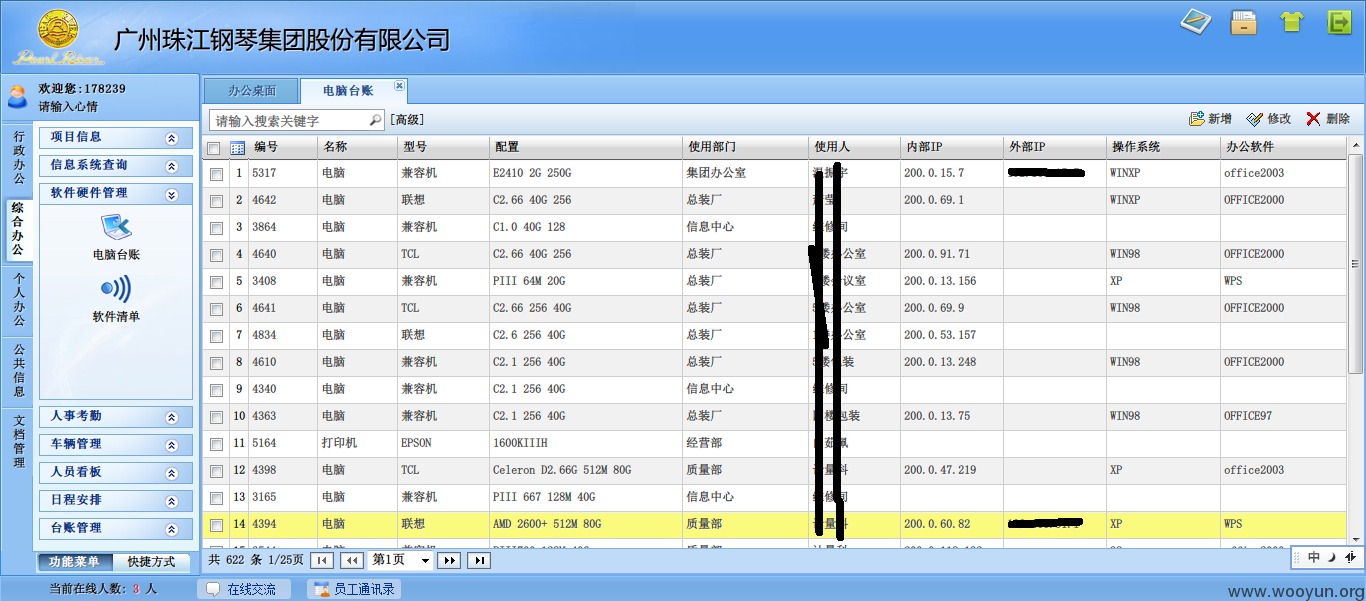 广州珠江钢琴集团股份有限公司
Pearl River
欢迎您:178239
请输入心情
行政办公
综合办公
个人办公
公共信息
文档管理
项目信息
信息系统查询
软件硬件管理
电脑台账
软件清单
人事考勤
车辆管理
人员看板
日程安排
台账管理
功能菜单 快捷方式
办公桌面 电脑台账
请输入搜索关键字 [高级] 新增 修改 删除
编号 名称 型号 配置 使用部门 使用人 内部IP 外部IP 操作系统 办公软件
1 5317 电脑 兼容机 E2410 2G 250G 集团办公室 200.0.15.7 WINXP office2003
2 4642 电脑 联想 C2.66 40G 256 总装厂 200.0.69.1 WINXP OFFICE2000
3 3864 电脑 兼容机 C1.0 40G 128 信息中心 间
4 4640 电脑 TCL C2.66 40G 256 总装厂 公室 200.0.91.71 WIN98 OFFICE2000
5 3408 电脑 兼容机 PIII 64M 20G 总装厂 议室 200.0.13.156 XP WPS
6 4641 电脑 TCL C2.66 256 40G 总装厂 公室 200.0.69.9 WIN98 OFFICE2000
7 4834 电脑 联想 C2.6 256 40G 总装厂 公室 200.0.53.157
8 4610 电脑 兼容机 C2.1 256 40G 总装厂 装 200.0.13.248 WIN98 OFFICE2000
9 4340 电脑 兼容机 C2.1 256 40G 信息中心 间
10 4363 电脑 兼容机 C2.1 256 40G 总装厂 包装 200.0.13.75 WIN98 OFFICE97
11 5164 打印机 EPSON 1600KIIIH 经营部
12 4398 电脑 TCL Celeron D2.66G 512M 80G 质量部 科 200.0.47.219 XP office2003
13 3165 电脑 兼容机 PIII 667 128M 40G 信息中心 间
14 4394 电脑 联想 AMD 2600+ 512M 80G 质量部 科 200.0.60.82 XP WPS
共 622 条 1/25页 第1页
中
当前在线人数: 3 人 在线交流 员工通讯录
www.wooyun.org